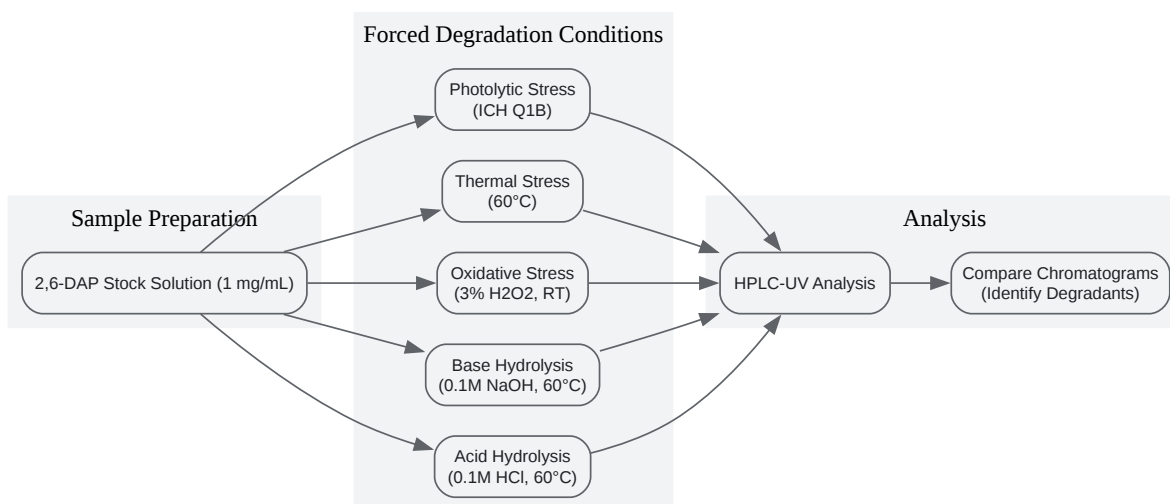 Forced Degradation Conditions
Photolytic Stress
(ICH Q1B)
Thermal Stress
(60°C)
Sample Preparation
Analysis
2,6-DAP Stock Solution (1 mg/mL)
Oxidative Stress
(3% H2O2, RT)
HPLC-UV Analysis
Compare Chromatograms
(Identify Degradants)
Base Hydrolysis
(0.1M NaOH, 60°C)
Acid Hydrolysis
(0.1M HCl, 60°C)